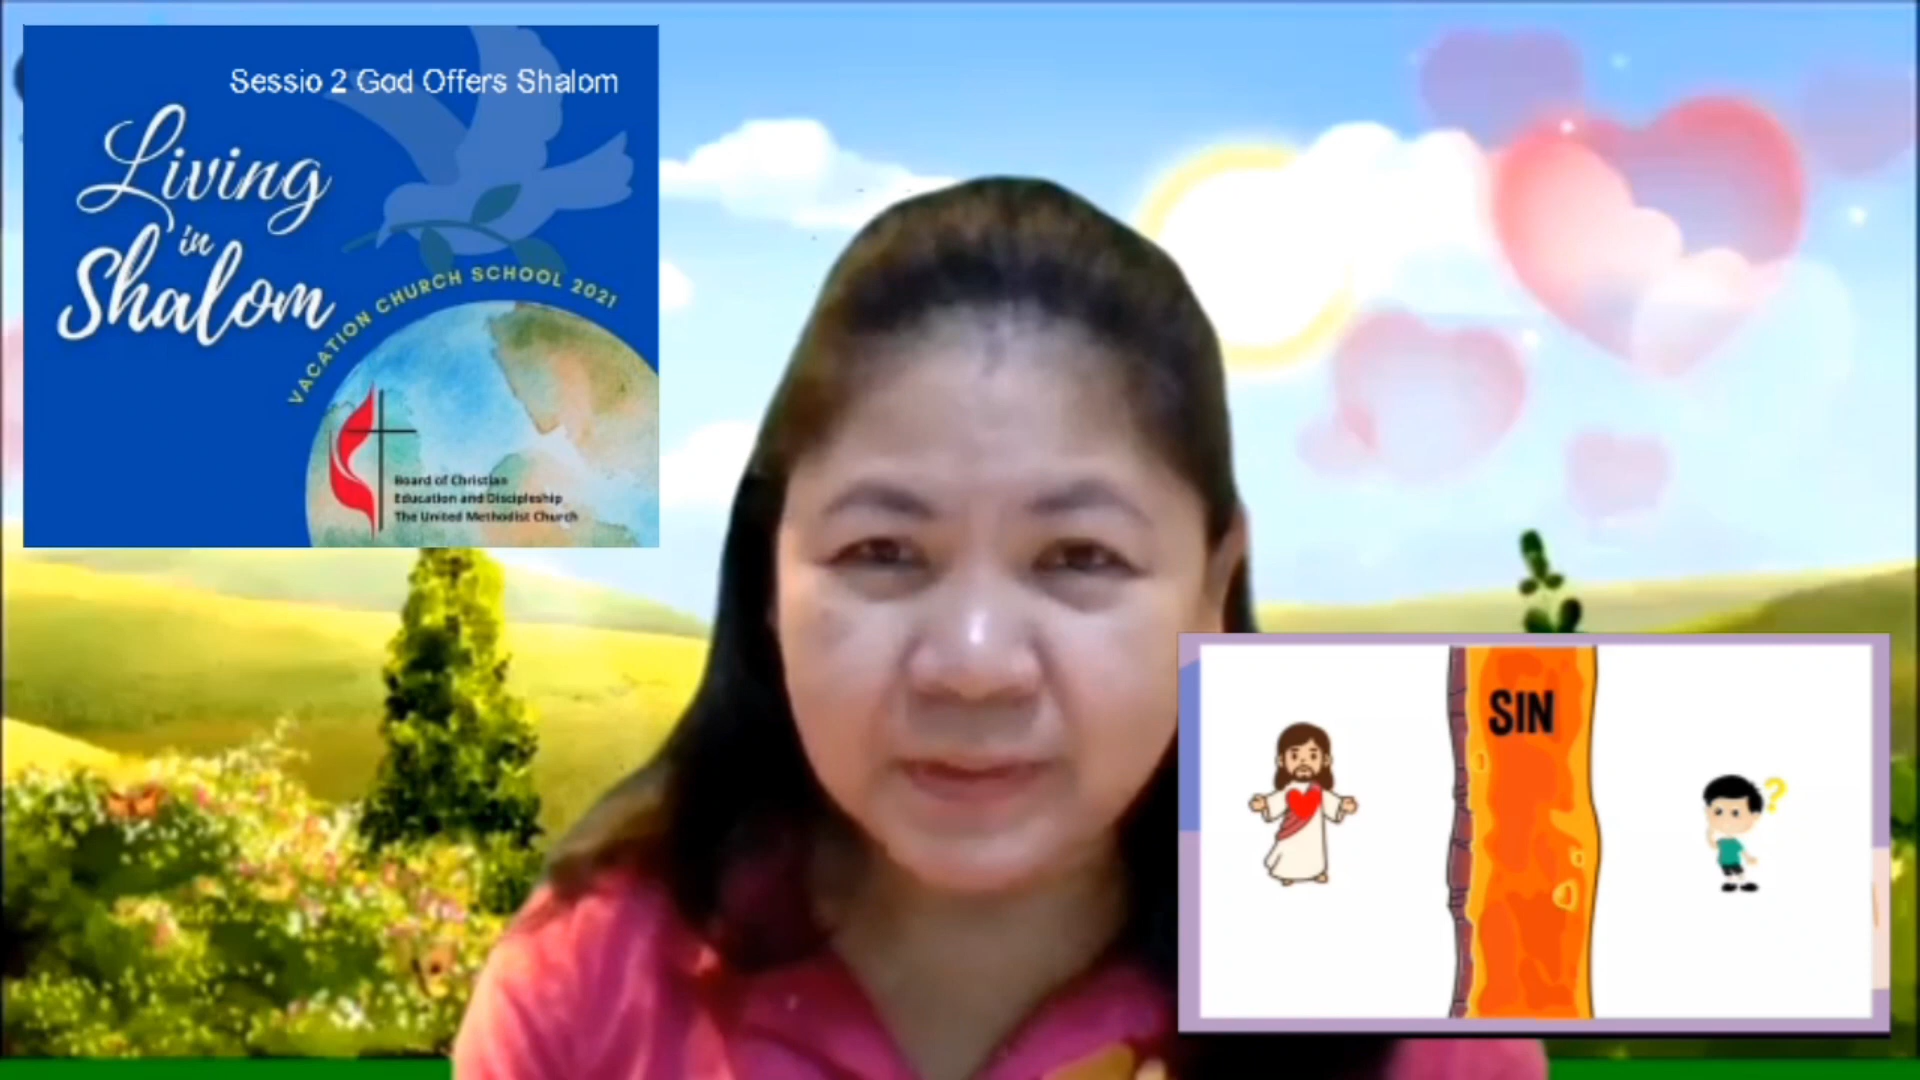 Sessio 2 God Offers Shalom
Living
in
Shalom
VACATION CHURCH SCHOOL 2021
Board of Christian
Education and Discipleship
The United Methodist Church
SIN
?